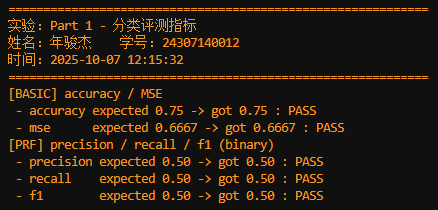 ============================================================
实验: Part 1 - 分类评测指标
姓名: 年骏杰    学号: 24307140012
时间: 2025-10-07 12:15:32
============================================================
[BASIC] accuracy / MSE
 - accuracy expected 0.75 -> got 0.75 : PASS
 - mse      expected 0.6667 -> got 0.6667 : PASS
[PRF] precision / recall / f1 (binary)
 - precision expected 0.50 -> got 0.50 : PASS
 - recall    expected 0.50 -> got 0.50 : PASS
 - f1        expected 0.50 -> got 0.50 : PASS